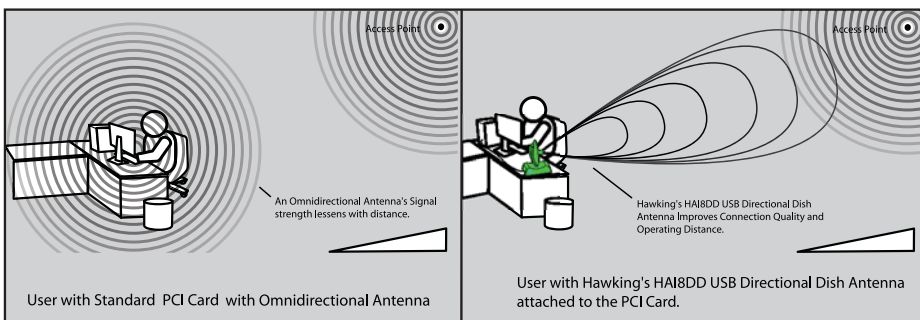 Access Point
An Omnidirectional Antenna's Signal
strength lessens with distance.
User with Standard PCI Card with Omnidirectional Antenna
Access Point
Hawking's HAI8DD USB Directional Dish
Antenna Improves Connection Quality and
Operating Distance.
User with Hawking's HAI8DD USB Directional Dish Antenna
attached to the PCI Card.